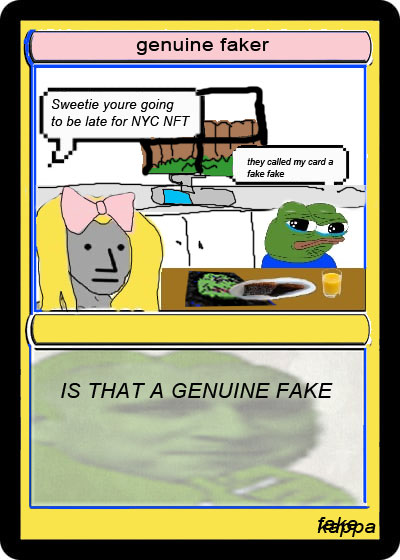 genuine faker
Sweetie youre going
to be late for NYC NFT
they called my card a
fake fake
IS THAT A GENUINE FAKE
fake
kappa